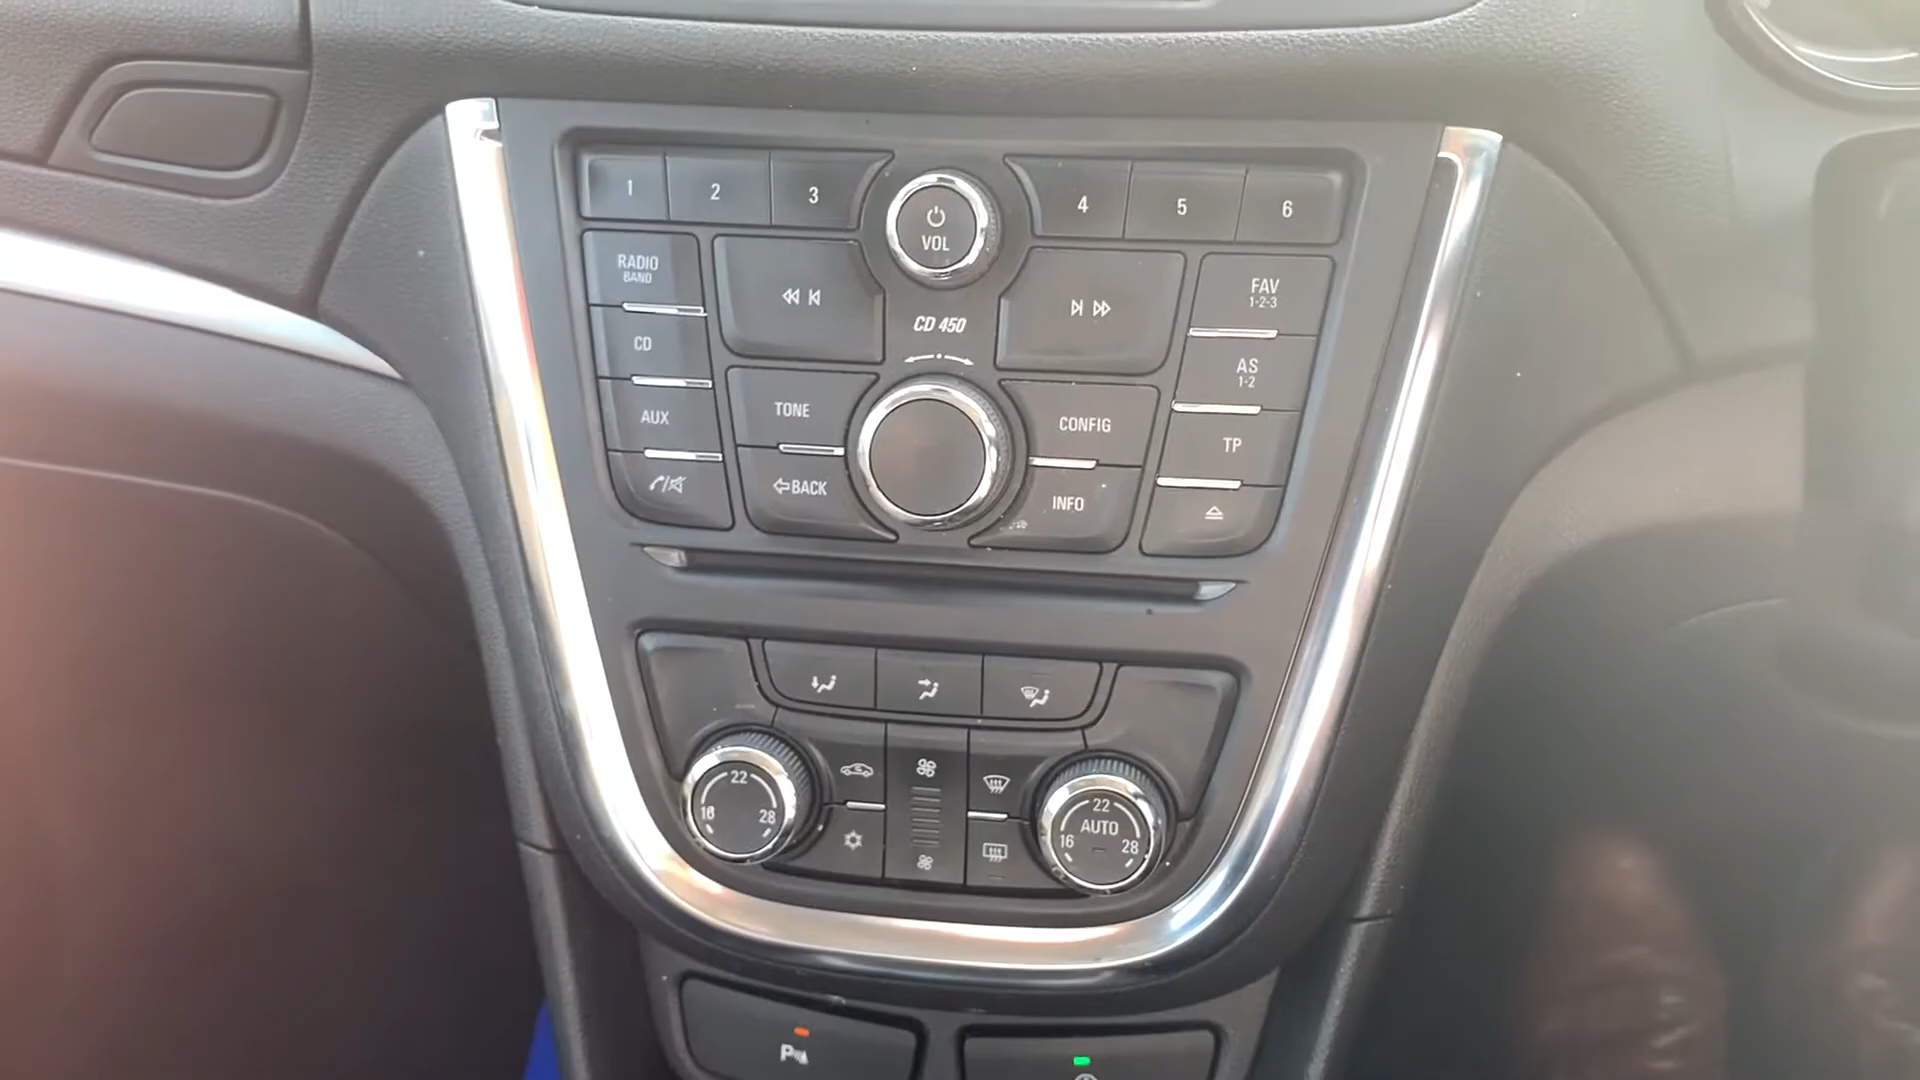 1
2
3
4
5
6
VOL
RADIO
BAND
CD 450
FAV
1-2-3
CD
AS
1-2
AUX
TONE
CONFIG
TP
BACK
INFO
22
16
28
22
AUTO
16
28
P